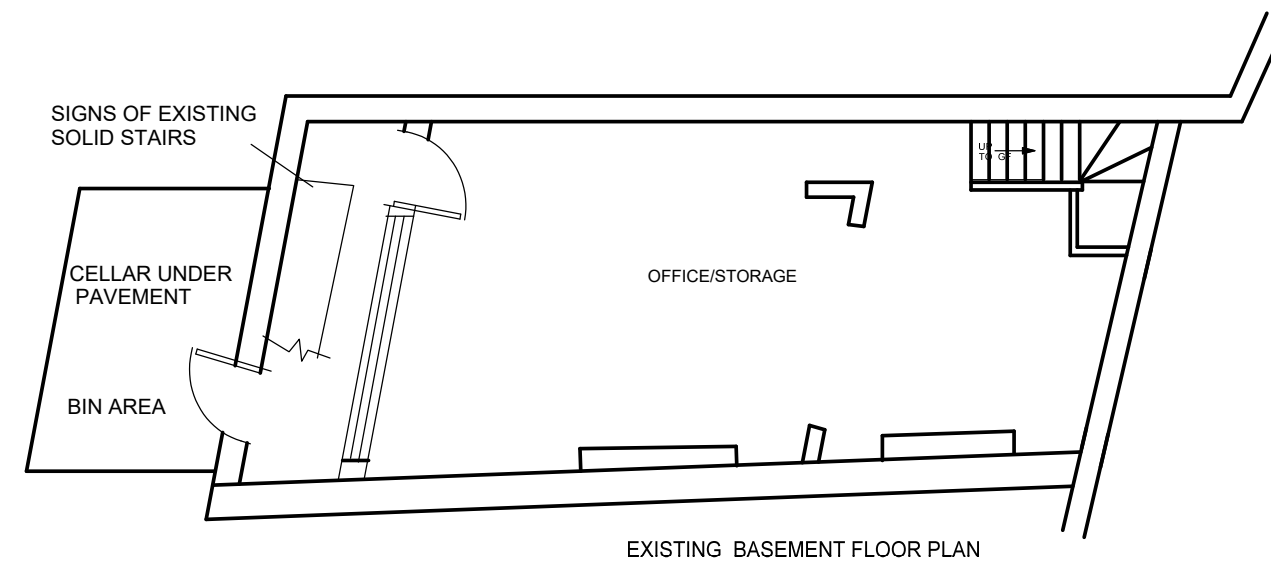 SIGNS OF EXISTING
SOLID STAIRS
UP
TO GF
CELLAR UNDER
PAVEMENT
OFFICE/STORAGE
BIN AREA
EXISTING BASEMENT FLOOR PLAN